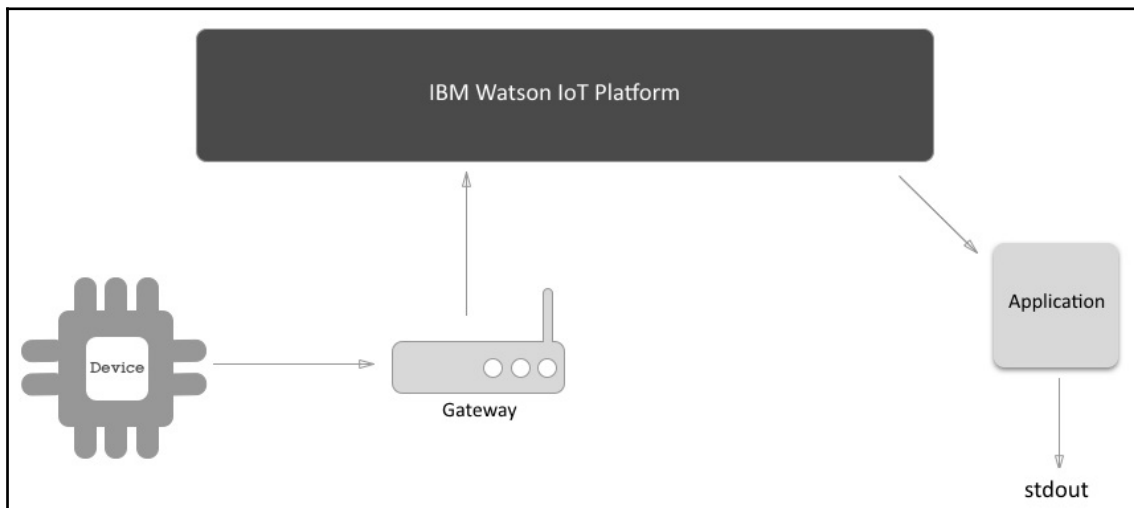 IBM Watson IoT Platform
Application
Device
Gateway
stdout